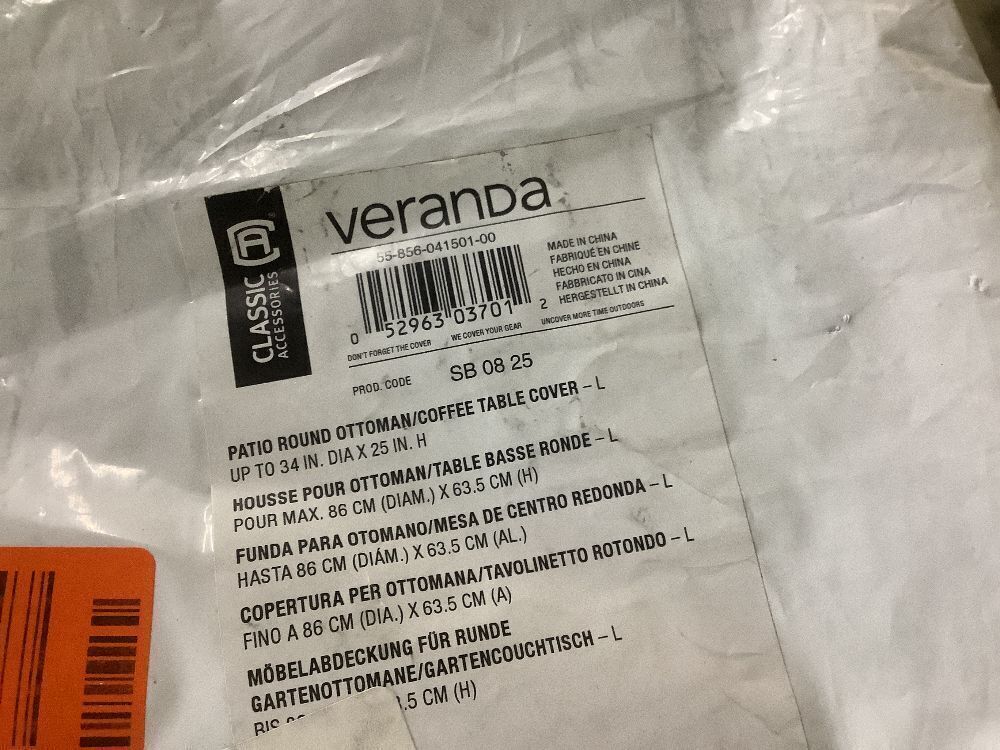 CLASSIC
ACCESSORIES
veranda
55-856-041501-00
0 52963 03701 2
MADE IN CHINA
FABRIQUÉ EN CHINE
HECHO EN CHINA
FABBRICATO IN CINA
HERGESTELLT IN CHINA
DON'T FORGET THE COVER WE COVER YOUR GEAR UNCOVER MORE TIME OUTDOORS
PROD. CODE SB 08 25
PATIO ROUND OTTOMAN/COFFEE TABLE COVER – L
UP TO 34 IN. DIA X 25 IN. H
HOUSSE POUR OTTOMAN/TABLE BASSE RONDE – L
POUR MAX. 86 CM (DIAM.) X 63.5 CM (H)
FUNDA PARA OTOMANO/MESA DE CENTRO REDONDA – L
HASTA 86 CM (DIÁM.) X 63.5 CM (AL.)
COPERTURA PER OTTOMANA/TAVOLINETTO ROTONDO – L
FINO A 86 CM (DIA.) X 63.5 CM (A)
MÖBELABDECKUNG FÜR RUNDE
GARTENOTTOMANE/GARTENCOUCHTISCH – L
.5 CM (H)